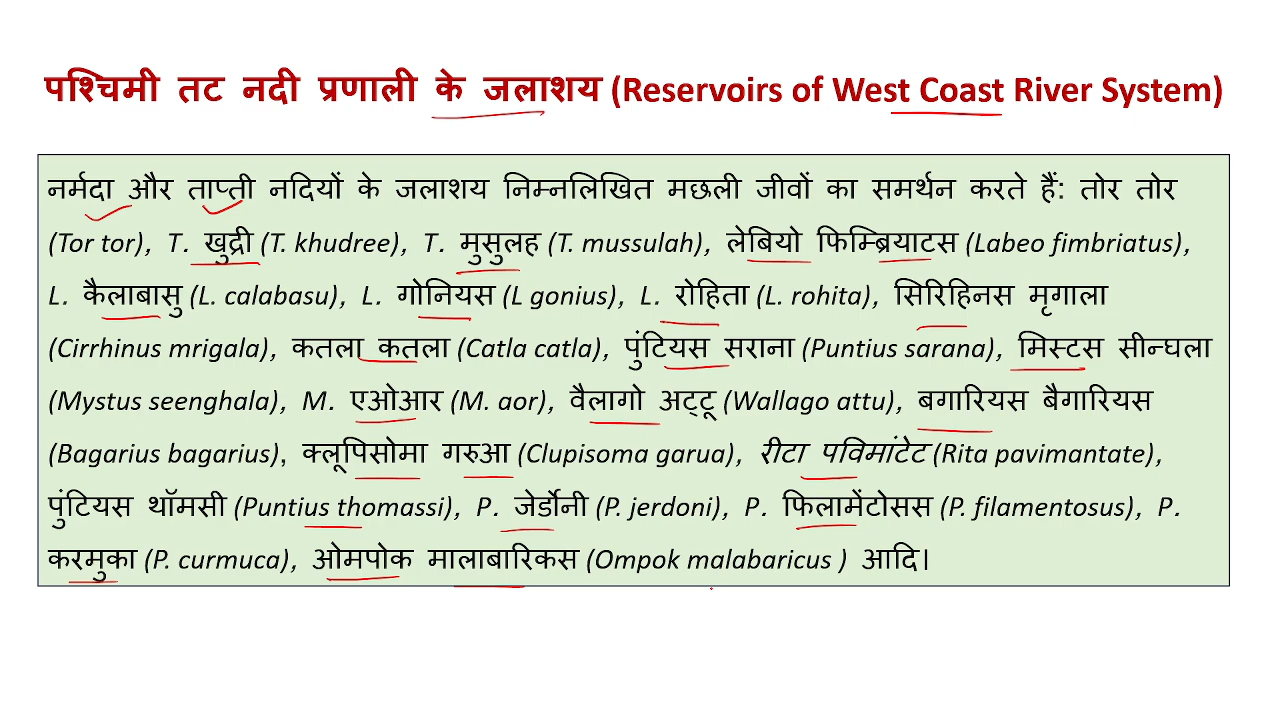 पश्चिमी तट नदी प्रणाली के जलाशय (Reservoirs of West Coast River System)
नर्मदा और ताप्ती नदियों के जलाशय निम्नलिखित मछली जीवों का समर्थन करते हैं: तोर तोर
(Tor tor), T. खुद्री (T. khudree), T. मुसुलह (T. mussulah), लेबियो फिम्ब्रियाटस (Labeo fimbriatus),
L. कैलाबासु (L. calabasu), L. गोनियस (L gonius), L. रोहिता (L. rohita), सिरिहिनस मृगाला
(Cirrhinus mrigala), कतला कतला (Catla catla), पुंटियस सराना (Puntius sarana), मिस्टस सीन्घला
(Mystus seenghala), M. एओआर (M. aor), वैलागो अट्टू (Wallago attu), बगारियस बैगारियस
(Bagarius bagarius), क्लूपिसोमा गरुआ (Clupisoma garua), रीटा पविमांटेट (Rita pavimantate),
पुंटियस थॉमसी (Puntius thomassi), P. जेर्डोनी (P. jerdoni), P. फिलामेंटोसस (P. filamentosus), P.
करमुका (P. curmuca), ओमपोक मालाबारिकस (Ompok malabaricus ) आदि।